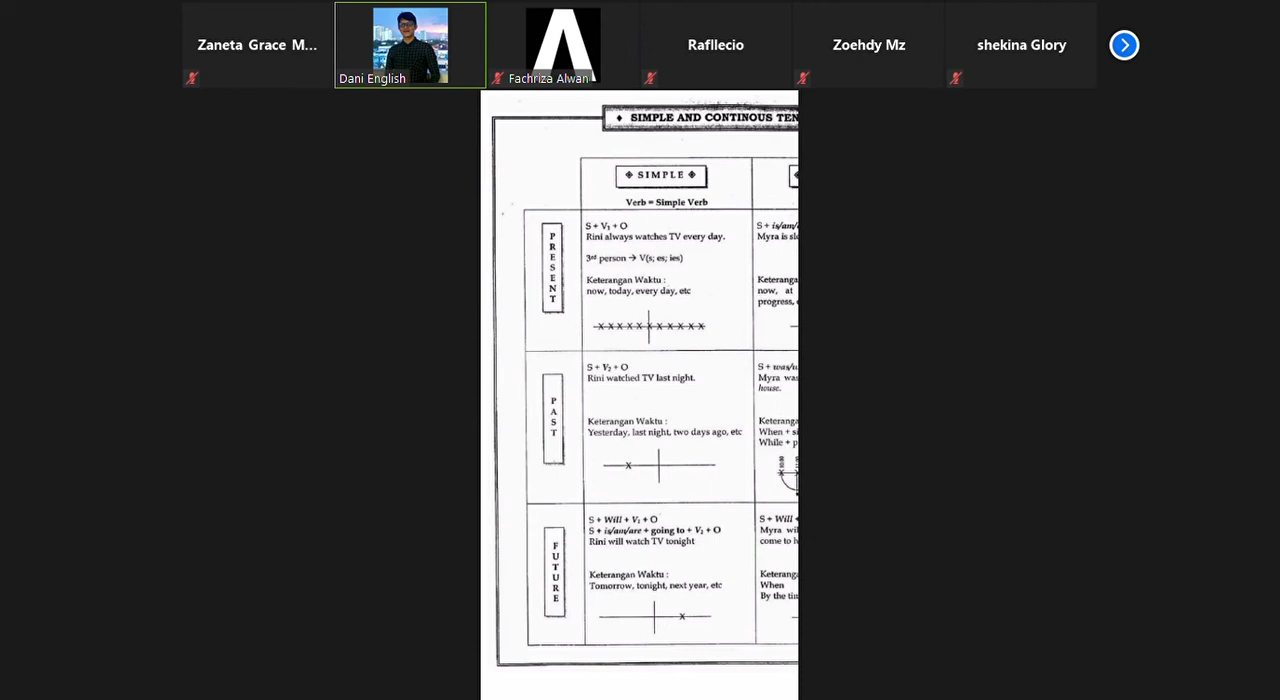 Zaneta Grace M...
Dani English
Fachriza Alwan
Rafllecio
Zoehdy Mz
shekina Glory
♦ SIMPLE AND CONTINOUS TEN
◈ SIMPLE ◈
Verb = Simple Verb
PRESENT
S + V₁ + O
Rini always watches TV every day.
3rd person → V(s; es; ies)
Keterangan Waktu :
now, today, every day, etc
S + is/am/
Myra is
Keterang
now, at
progress,
PAST
S + V₂ + O
Rini watched TV last night.
Keterangan Waktu :
Yesterday, last night, two days ago, etc
S + was/
Myra was
house.
Keterang
When + s
While + p
FUTURE
S + Will + V₁ + O
S + is/am/are + going to + V₁ + O
Rini will watch TV tonight
Keterangan Waktu :
Tomorrow, tonight, next year, etc
S + Will +
Myra wil
come to
Keterang
When
By the tin